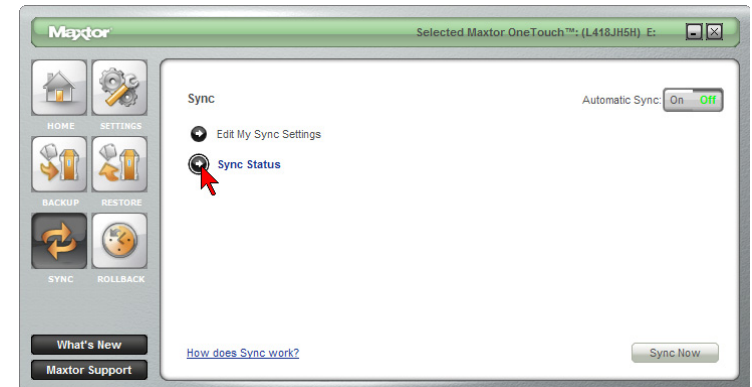 Maxtor
Selected Maxtor OneTouch™: (L418JH5H) E:
HOME SETTINGS
BACKUP RESTORE
SYNC ROLLBACK
What's New
Maxtor Support
Sync
Automatic Sync: On Off
Edit My Sync Settings
Sync Status
How does Sync work?
Sync Now